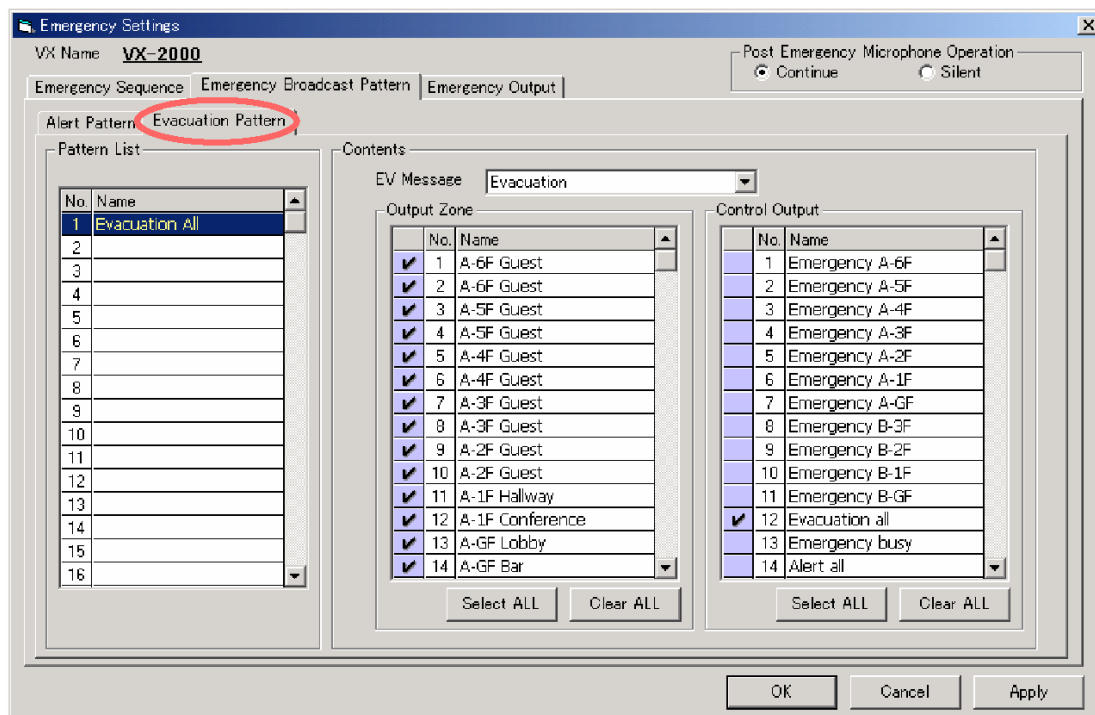 Emergency Settings
VX Name VX-2000
Post Emergency Microphone Operation
Continue Silent
Emergency Sequence Emergency Broadcast Pattern Emergency Output
Alert Pattern Evacuation Pattern
Pattern List
No. Name
1 Evacuation All
2
3
4
5
6
7
8
9
10
11
12
13
14
15
16
Contents
EV Message Evacuation
Output Zone
No. Name
1 A-6F Guest
2 A-6F Guest
3 A-5F Guest
4 A-5F Guest
5 A-4F Guest
6 A-4F Guest
7 A-3F Guest
8 A-3F Guest
9 A-2F Guest
10 A-2F Guest
11 A-1F Hallway
12 A-1F Conference
13 A-GF Lobby
14 A-GF Bar
Select ALL Clear ALL
Control Output
No. Name
1 Emergency A-6F
2 Emergency A-5F
3 Emergency A-4F
4 Emergency A-3F
5 Emergency A-2F
6 Emergency A-1F
7 Emergency A-GF
8 Emergency B-3F
9 Emergency B-2F
10 Emergency B-1F
11 Emergency B-GF
12 Evacuation all
13 Emergency busy
14 Alert all
Select ALL Clear ALL
OK Cancel Apply